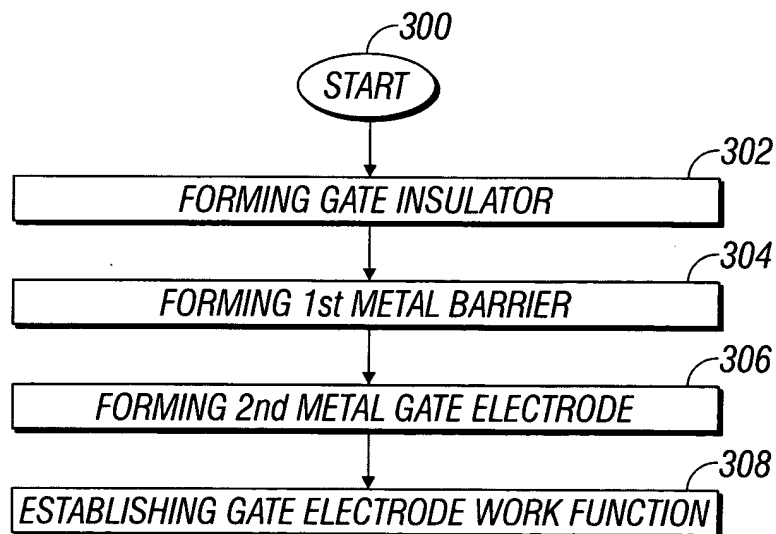 300
START
302
FORMING GATE INSULATOR
304
FORMING 1st METAL BARRIER
306
FORMING 2nd METAL GATE ELECTRODE
308
ESTABLISHING GATE ELECTRODE WORK FUNCTION